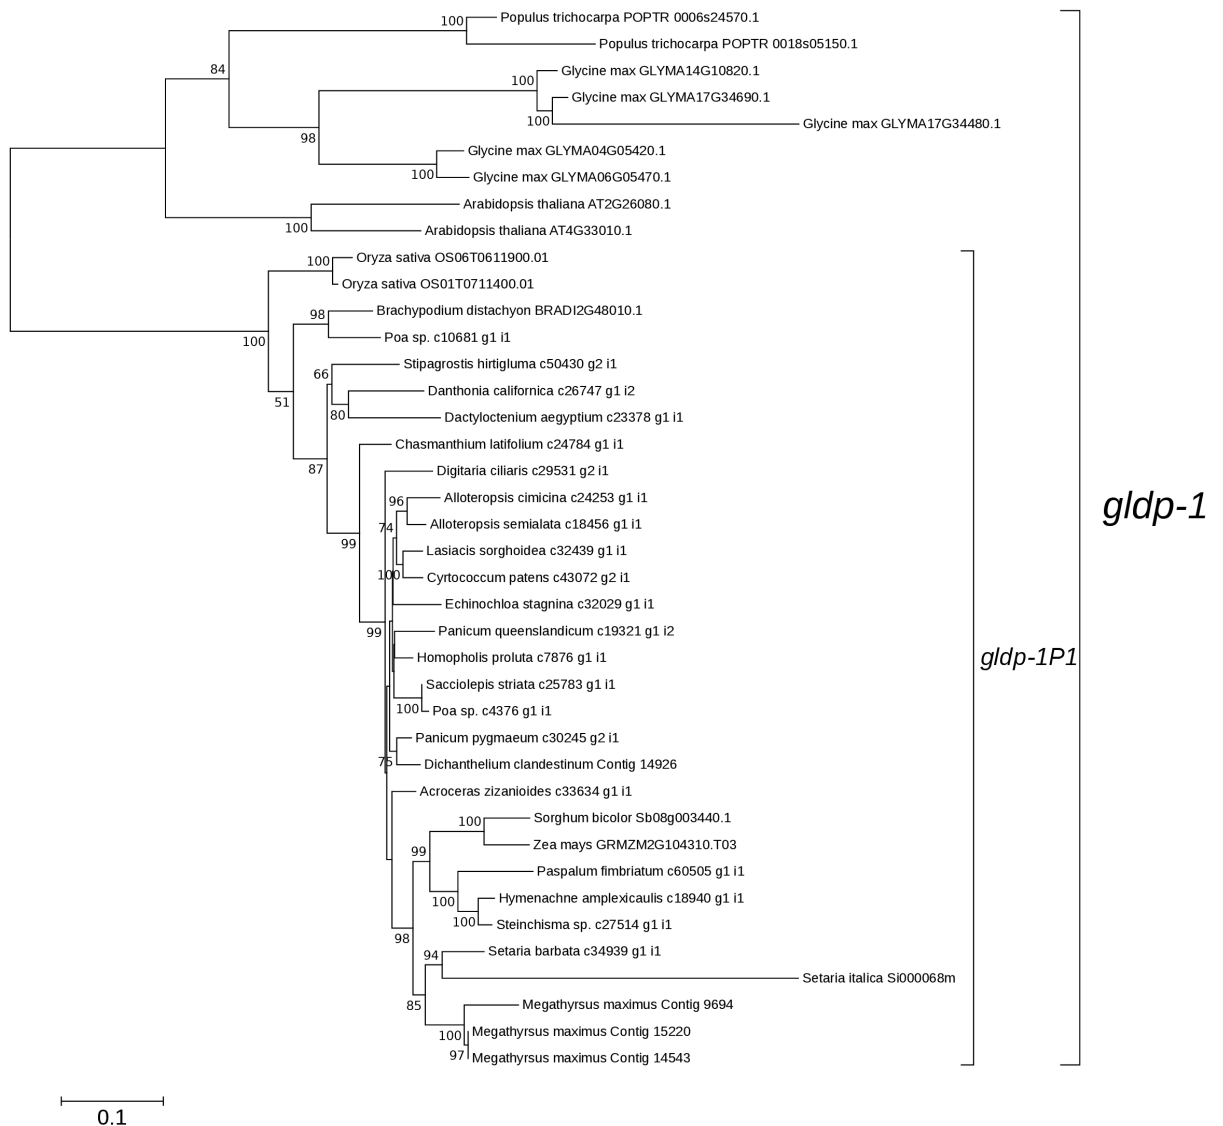 100
Populus trichocarpa POPTR 0006s24570.1
Populus trichocarpa POPTR 0018s05150.1
84
Glycine max GLYMA14G10820.1
100
Glycine max GLYMA17G34690.1
100
Glycine max GLYMA17G34480.1
98
Glycine max GLYMA04G05420.1
100
Glycine max GLYMA06G05470.1
Arabidopsis thaliana AT2G26080.1
100
Arabidopsis thaliana AT4G33010.1
100
Oryza sativa OS06T0611900.01
Oryza sativa OS01T0711400.01
98
Brachypodium distachyon BRADI2G48010.1
Poa sp. c10681 g1 i1
100
Stipagrostis hirtigluma c50430 g2 i1
66
Danthonia californica c26747 g1 i2
51
80
Dactyloctenium aegyptium c23378 g1 i1
Chasmanthium latifolium c24784 g1 i1
87
Digitaria ciliaris c29531 g2 i1
96
Alloteropsis cimicina c24253 g1 i1
gldp-1
74
Alloteropsis semialata c18456 g1 i1
99
Lasiacis sorghoidea c32439 g1 i1
100
Cyrtococcum patens c43072 g2 i1
Echinochloa stagnina c32029 g1 i1
99
Panicum queenslandicum c19321 g1 i2
Homopholis proluta c7876 g1 i1
gldp-1P1
Sacciolepis striata c25783 g1 i1
100
Poa sp. c4376 g1 i1
Panicum pygmaeum c30245 g2 i1
75
Dichanthelium clandestinum Contig 14926
Acroceras zizanioides c33634 g1 i1
100
Sorghum bicolor Sb08g003440.1
Zea mays GRMZM2G104310.T03
99
Paspalum fimbriatum c60505 g1 i1
100
Hymenachne amplexicaulis c18940 g1 i1
100
Steinchisma sp. c27514 g1 i1
98
94
Setaria barbata c34939 g1 i1
Setaria italica Si000068m
85
Megathyrsus maximus Contig 9694
100
Megathyrsus maximus Contig 15220
97
Megathyrsus maximus Contig 14543
0.1